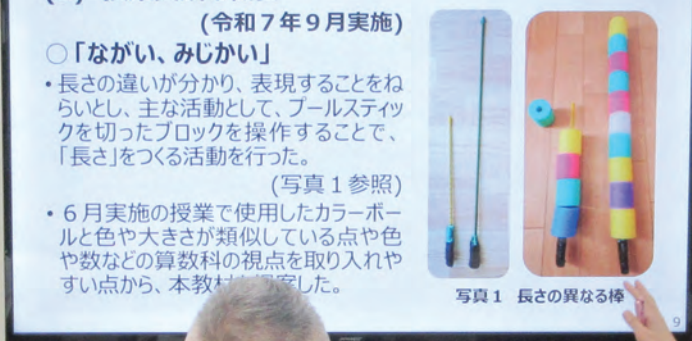 (令和7年9月実施)
○「ながい、みじかい」
・長さの違いが分かり、表現することをね
らいとし、主な活動として、プールスティッ
クを切ったブロックを操作することで、
「長さ」をつくる活動を行った。
(写真1参照)
・6月実施の授業で使用したカラーボー
ルと色や大きさが類似している点や色
や数などの算数科の視点を取り入れや
すい点から、本教材 した。
写真1 長さの異なる棒
9